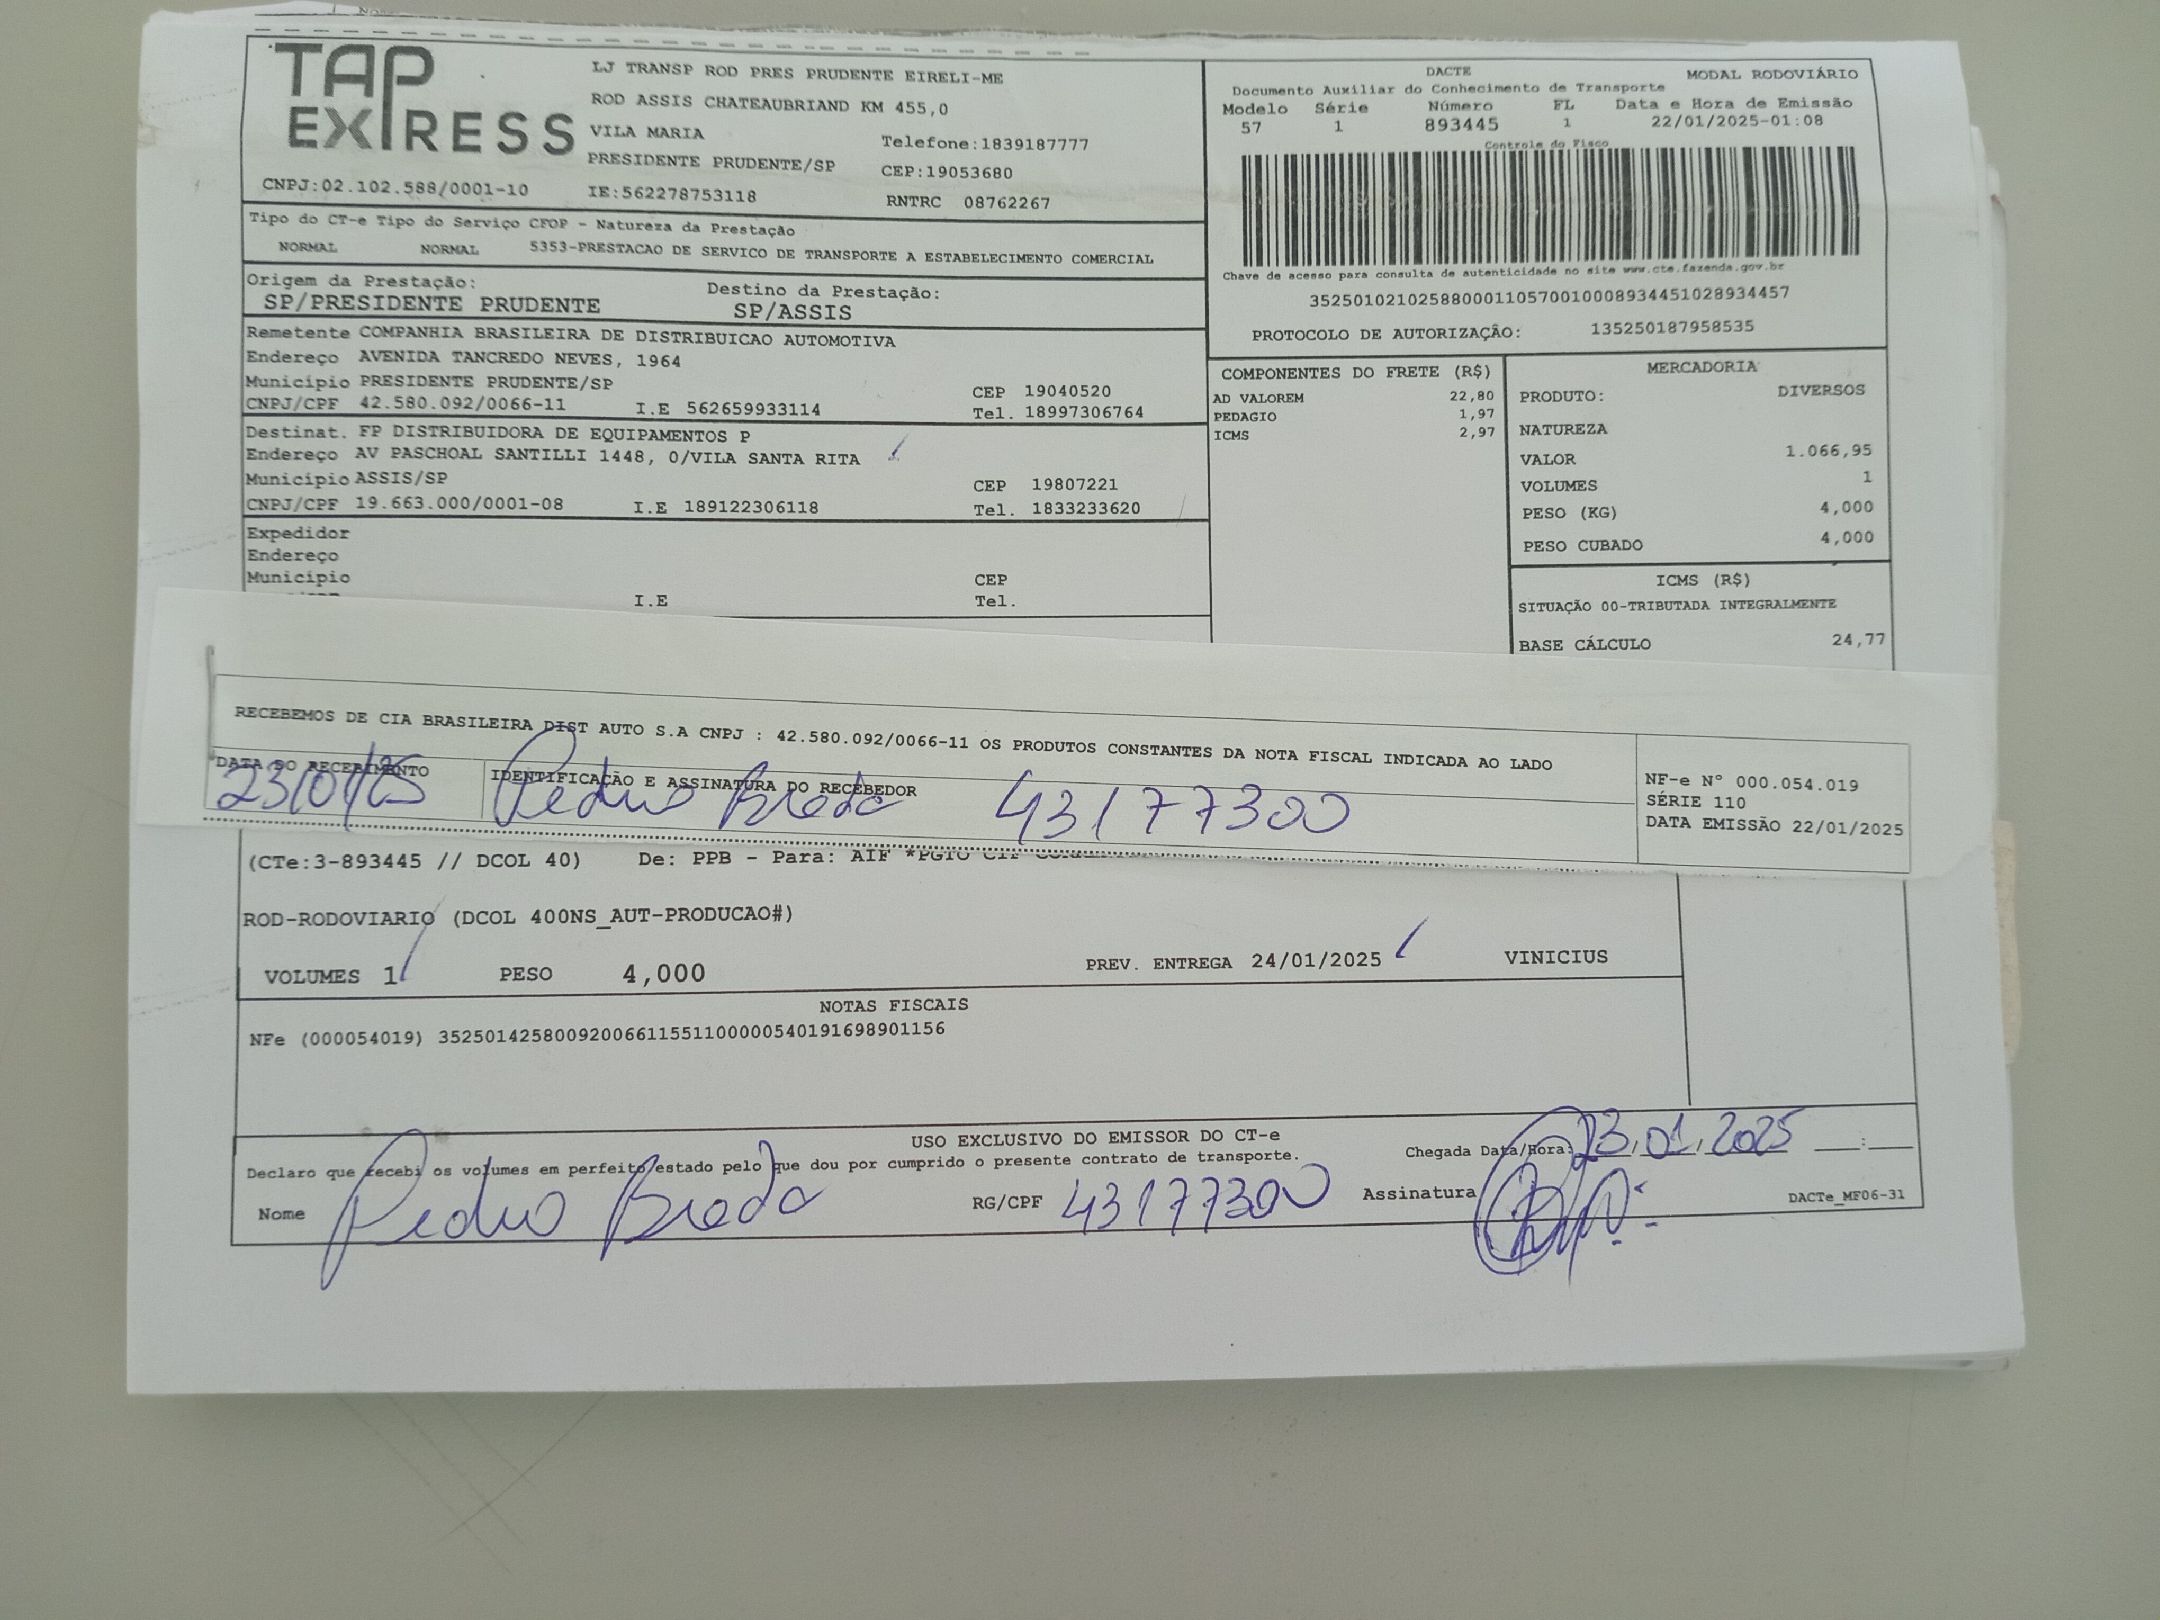 TAP EXPRESS
LJ TRANSP ROD PRES PRUDENTE EIRELI-ME
ROD ASSIS CHATEAUBRIAND KM 455,0
VILA MARIA
Telefone:1839187777
PRESIDENTE PRUDENTE/SP
CEP:19053680
CNPJ:02.102.588/0001-10
IE:562278753118
RNTRC 08762267
DACTE
MODAL RODOVIÁRIO
Documento Auxiliar do Conhecimento de Transporte
Modelo Série Número FL Data e Hora de Emissão
57 1 893445 1 22/01/2025-01:08
Controle do Fisco
Chave de acesso para consulta de autenticidade no site www.cte.fazenda.gov.br
35250102102588000110570010008934451028934457
PROTOCOLO DE AUTORIZAÇÃO: 135250187958535
Tipo do CT-e Tipo do Serviço CFOP - Natureza da Prestação
NORMAL NORMAL 5353-PRESTACAO DE SERVICO DE TRANSPORTE A ESTABELECIMENTO COMERCIAL
Origem da Prestação: Destino da Prestação:
SP/PRESIDENTE PRUDENTE SP/ASSIS
Remetente COMPANHIA BRASILEIRA DE DISTRIBUICAO AUTOMOTIVA
Endereço AVENIDA TANCREDO NEVES, 1964
Município PRESIDENTE PRUDENTE/SP CEP 19040520
CNPJ/CPF 42.580.092/0066-11 I.E 562659933114 Tel. 18997306764
Destinat. FP DISTRIBUIDORA DE EQUIPAMENTOS P
Endereço AV PASCHOAL SANTILLI 1448, 0/VILA SANTA RITA
Município ASSIS/SP CEP 19807221
CNPJ/CPF 19.663.000/0001-08 I.E 189122306118 Tel. 1833233620
Expedidor
Endereço
Município CEP
I.E Tel.
COMPONENTES DO FRETE (R$)
AD VALOREM 22,80
PEDAGIO 1,97
ICMS 2,97
MERCADORIA
PRODUTO: DIVERSOS
NATUREZA
VALOR 1.066,95
VOLUMES 1
PESO (KG) 4,000
PESO CUBADO 4,000
ICMS (R$)
SITUAÇÃO 00-TRIBUTADA INTEGRALMENTE
BASE CÁLCULO 24,77
RECEBEMOS DE CIA BRASILEIRA DIST AUTO S.A CNPJ : 42.580.092/0066-11 OS PRODUTOS CONSTANTES DA NOTA FISCAL INDICADA AO LADO
DATA DO RECEBIMENTO IDENTIFICAÇÃO E ASSINATURA DO RECEBEDOR
23/01/25 Pedro Breda 43177300
NF-e N° 000.054.019
SÉRIE 110
DATA EMISSÃO 22/01/2025
(CTe:3-893445 // DCOL 40) De: PPB - Para: AIF *PGTO CIF
ROD-RODOVIARIO (DCOL 400NS_AUT-PRODUCAO#)
VOLUMES 1 PESO 4,000 PREV. ENTREGA 24/01/2025 VINICIUS
NOTAS FISCAIS
NFe (000054019) 35250142580092006611551100000540191698901156
USO EXCLUSIVO DO EMISSOR DO CT-e
Declaro que recebi os volumes em perfeito estado pelo que dou por cumprido o presente contrato de transporte.
Chegada Data/Hora: 23/01/2025 __:__
Nome Pedro Breda RG/CPF 43177300 Assinatura
DACTe_MF06-31